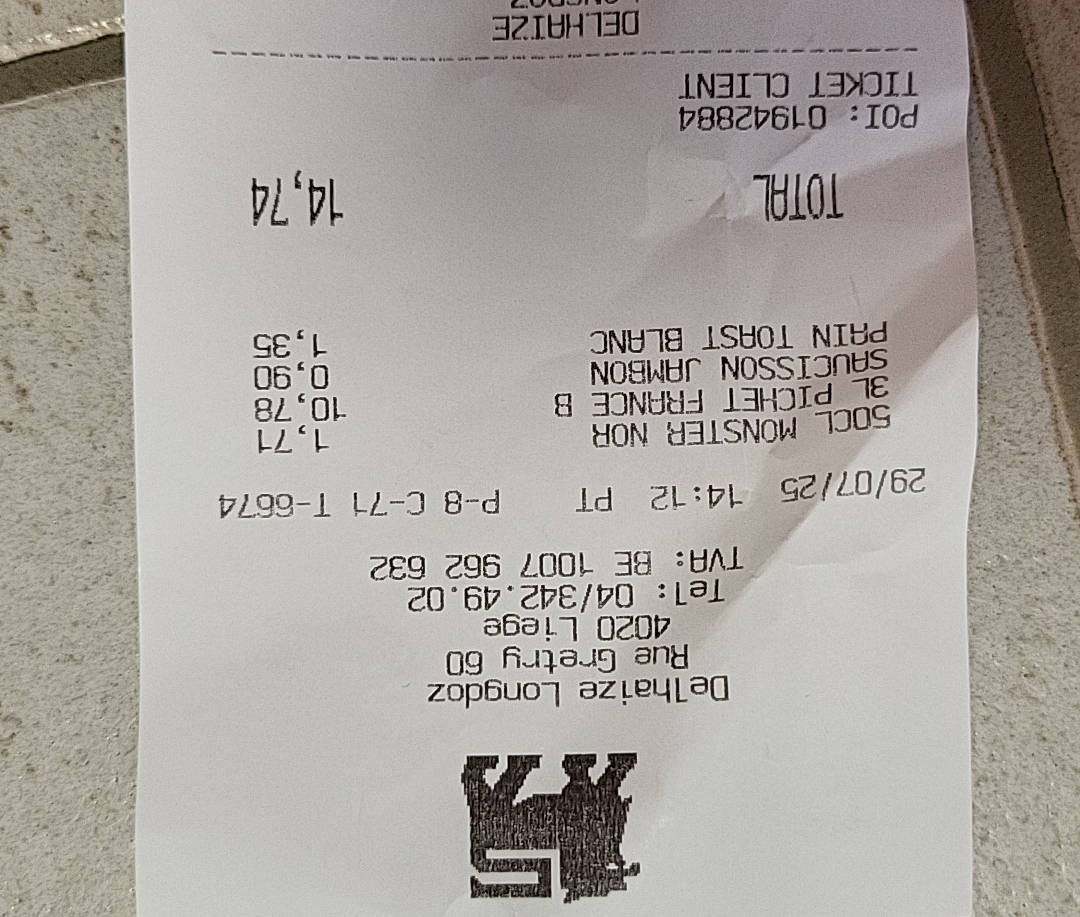 Delhaize Longdoz
Rue Gretry 60
4020 Liege
Tel: 04/342.49.02
TVA: BE 1007 962 632
29/07/25 14:12 PT P-8 C-71 T-6674
50CL MONSTER NOR 1,71
3L PICHET FRANCE B 10,78
SAUCISSON JAMBON 0,90
PAIN TOAST BLANC 1,35
TOTAL 14,74
POI: 01942884
TICKET CLIENT
DELHAIZE